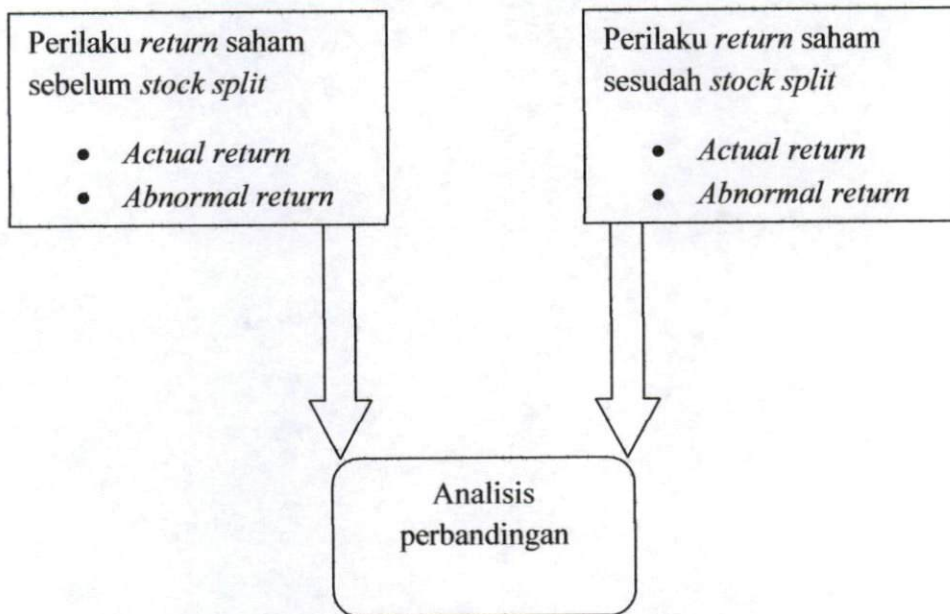 Perilaku return saham
sebelum stock split
• Actual return
• Abnormal return
Perilaku return saham
sesudah stock split
• Actual return
• Abnormal return
Analisis
perbandingan